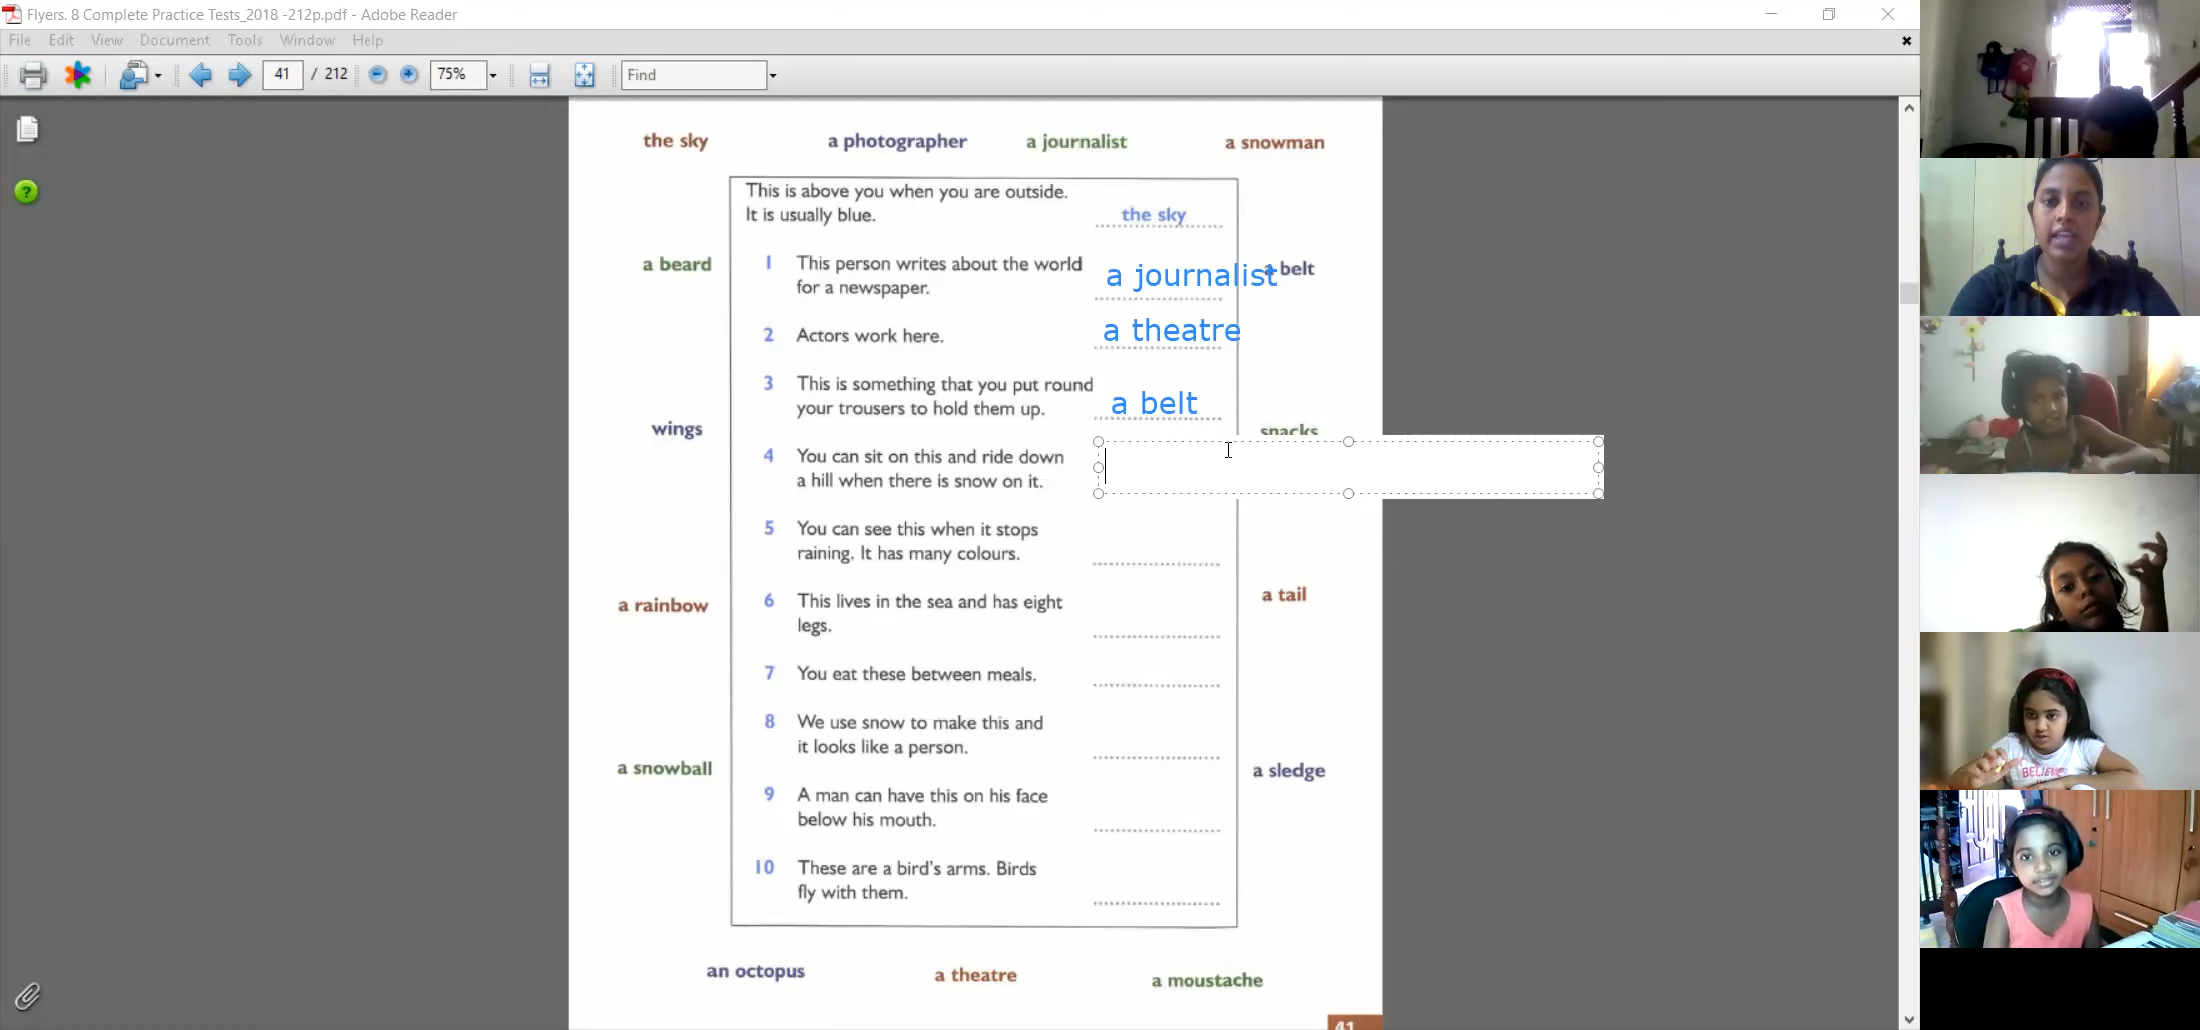 Flyers. 8 Complete Practice Tests_2018 -212p.pdf - Adobe Reader
File Edit View Document Tools Window Help
41 / 212 75% Find
the sky a photographer a journalist a snowman
This is above you when you are outside.
It is usually blue. the sky
a beard 1 This person writes about the world a journalist a belt
for a newspaper.
2 Actors work here. a theatre
3 This is something that you put round
your trousers to hold them up. a belt
wings snacks
4 You can sit on this and ride down
a hill when there is snow on it.
5 You can see this when it stops
raining. It has many colours.
a rainbow 6 This lives in the sea and has eight a tail
legs.
7 You eat these between meals.
8 We use snow to make this and
it looks like a person.
a snowball a sledge
9 A man can have this on his face
below his mouth.
10 These are a bird's arms. Birds
fly with them.
an octopus a theatre a moustache
41
BELIEVE